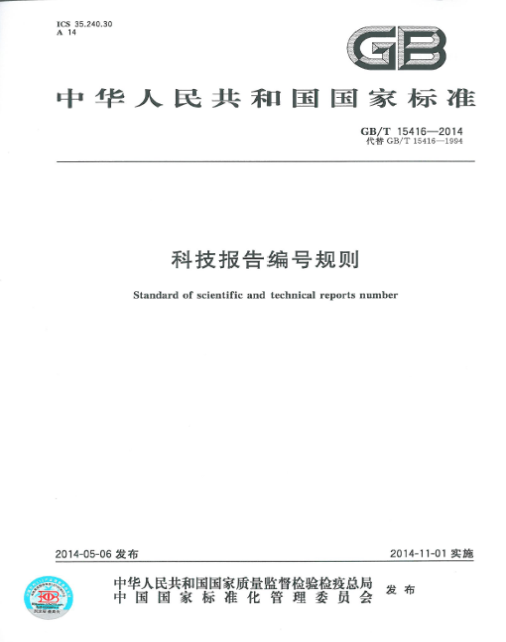 ICS 35.240.30
A 14
GB
中华人民共和国国家标准
GB/T 15416—2014
代替 GB/T 15416—1994
科技报告编号规则
Standard of scientific and technical reports number
2014-05-06 发布
2014-11-01 实施
中华人民共和国国家质量监督检验检疫总局
中国国家标准化管理委员会
发布